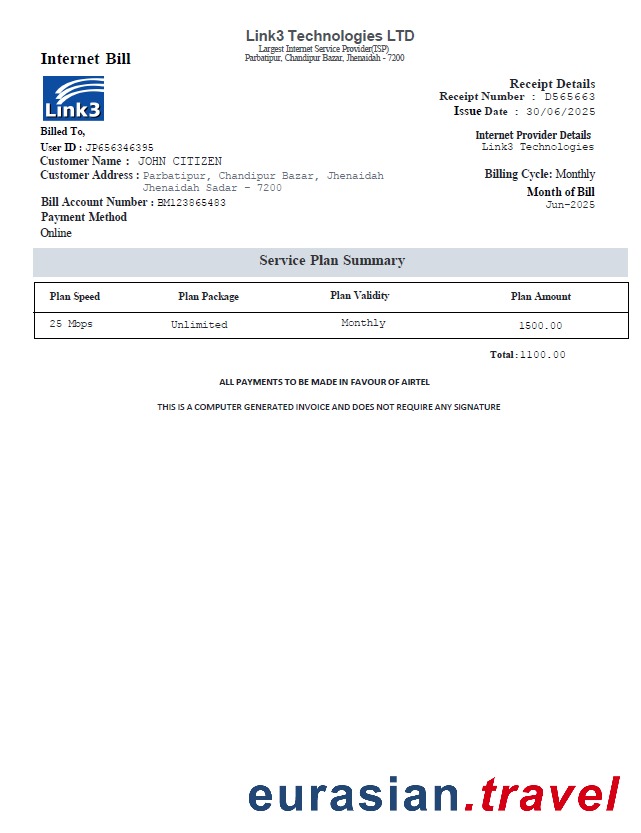 Link3 Technologies LTD
Largest Internet Service Provider(ISP)
Parbatipur, Chandipur Bazar, Jhenaidah - 7200
Internet Bill
Link3
Receipt Details
Receipt Number : D565663
Issue Date : 30/06/2025
Billed To,
User ID : JP656346395
Customer Name : JOHN CITIZEN
Customer Address : Parbatipur, Chandipur Bazar, Jhenaidah
Jhenaidah Sadar - 7200
Bill Account Number : BM123865483
Payment Method
Online
Internet Provider Details
Link3 Technologies
Billing Cycle: Monthly
Month of Bill
Jun-2025
Service Plan Summary
Plan Speed Plan Package Plan Validity Plan Amount
25 Mbps Unlimited Monthly 1500.00
Total:1100.00
ALL PAYMENTS TO BE MADE IN FAVOUR OF AIRTEL
THIS IS A COMPUTER GENERATED INVOICE AND DOES NOT REQUIRE ANY SIGNATURE
eurasian.travel